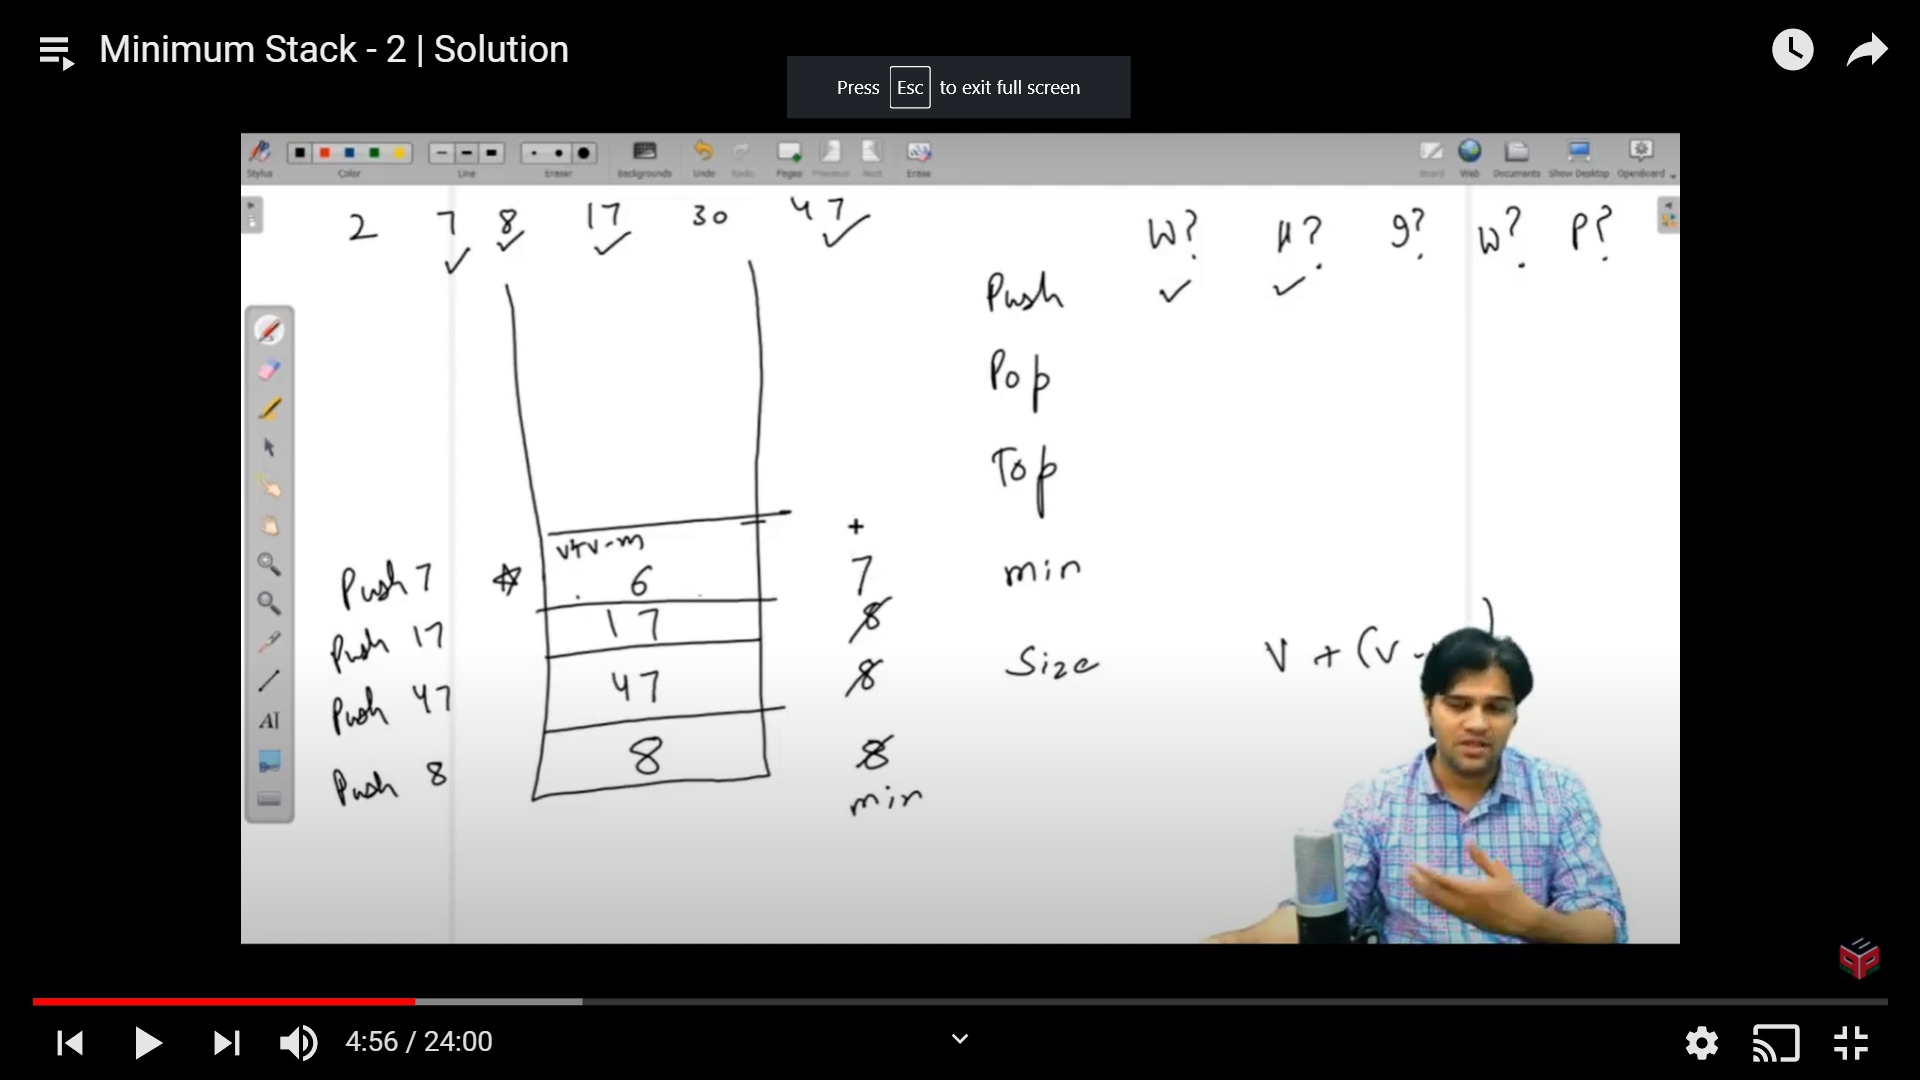 Minimum Stack - 2 | Solution
Press Esc to exit full screen
Stylus Color Line Eraser Backgrounds Undo Redo Pages Previous Next Erase Board Web Documents Show Desktop OpenBoard
2 7 8 17 30 47
W? H? 9? W? P?
Push
Pop
Top
min
Size
v+v-m
Push 7 6 7
Push 17 17 8
Push 47 47 8
Push 8 8 8
min
V + (V - )
AI
4:56 / 24:00